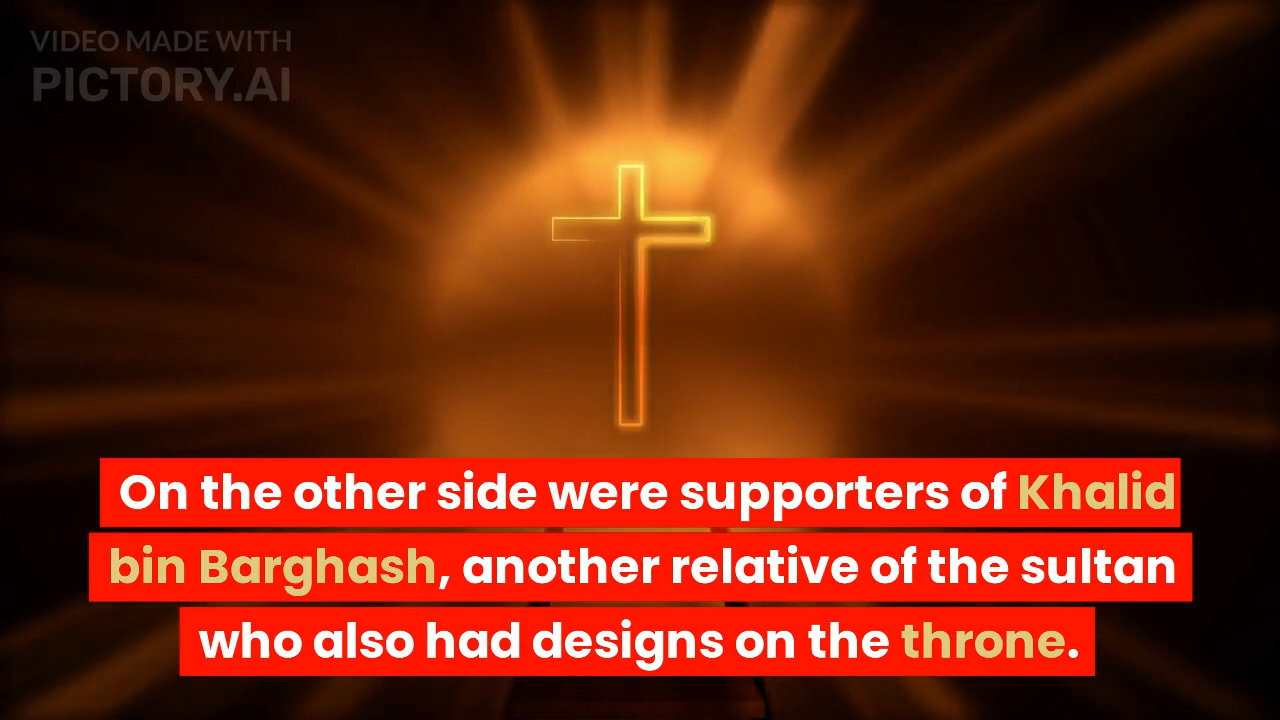 VIDEO MADE WITH
PICTORY.AI
On the other side were supporters of Khalid
bin Barghash, another relative of the sultan
who also had designs on the throne.